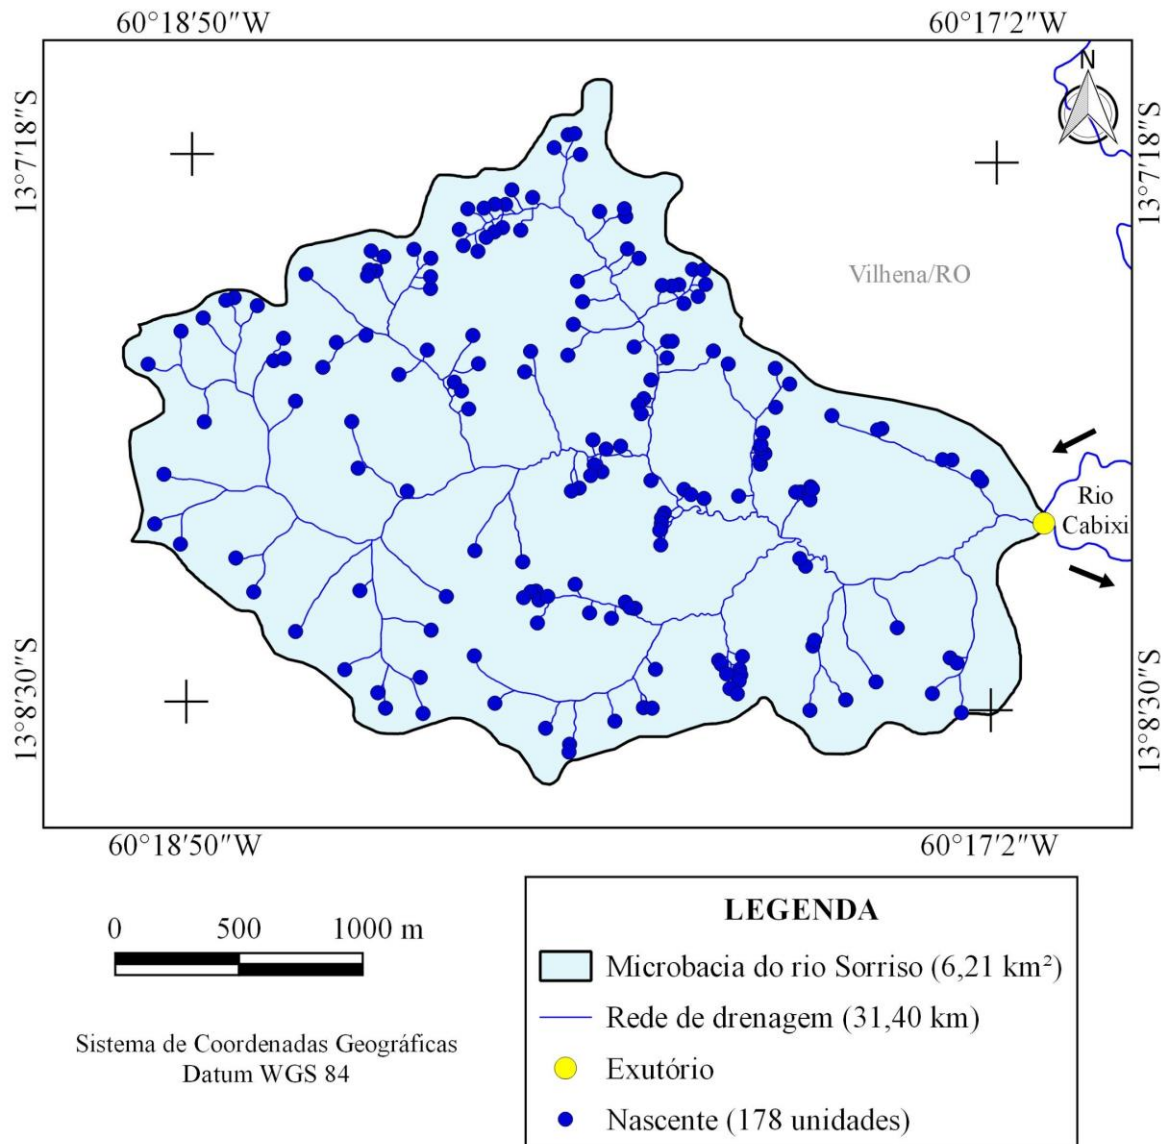 60°18′50″W
60°17′2″W
N
13°7′18″S
13°7′18″S
Vilhena/RO
Rio
Cabixi
13°8′30″S
13°8′30″S
60°18′50″W
60°17′2″W
0 500 1000 m
Sistema de Coordenadas Geográficas
Datum WGS 84
LEGENDA
Microbacia do rio Sorriso (6,21 km²)
Rede de drenagem (31,40 km)
Exutório
Nascente (178 unidades)